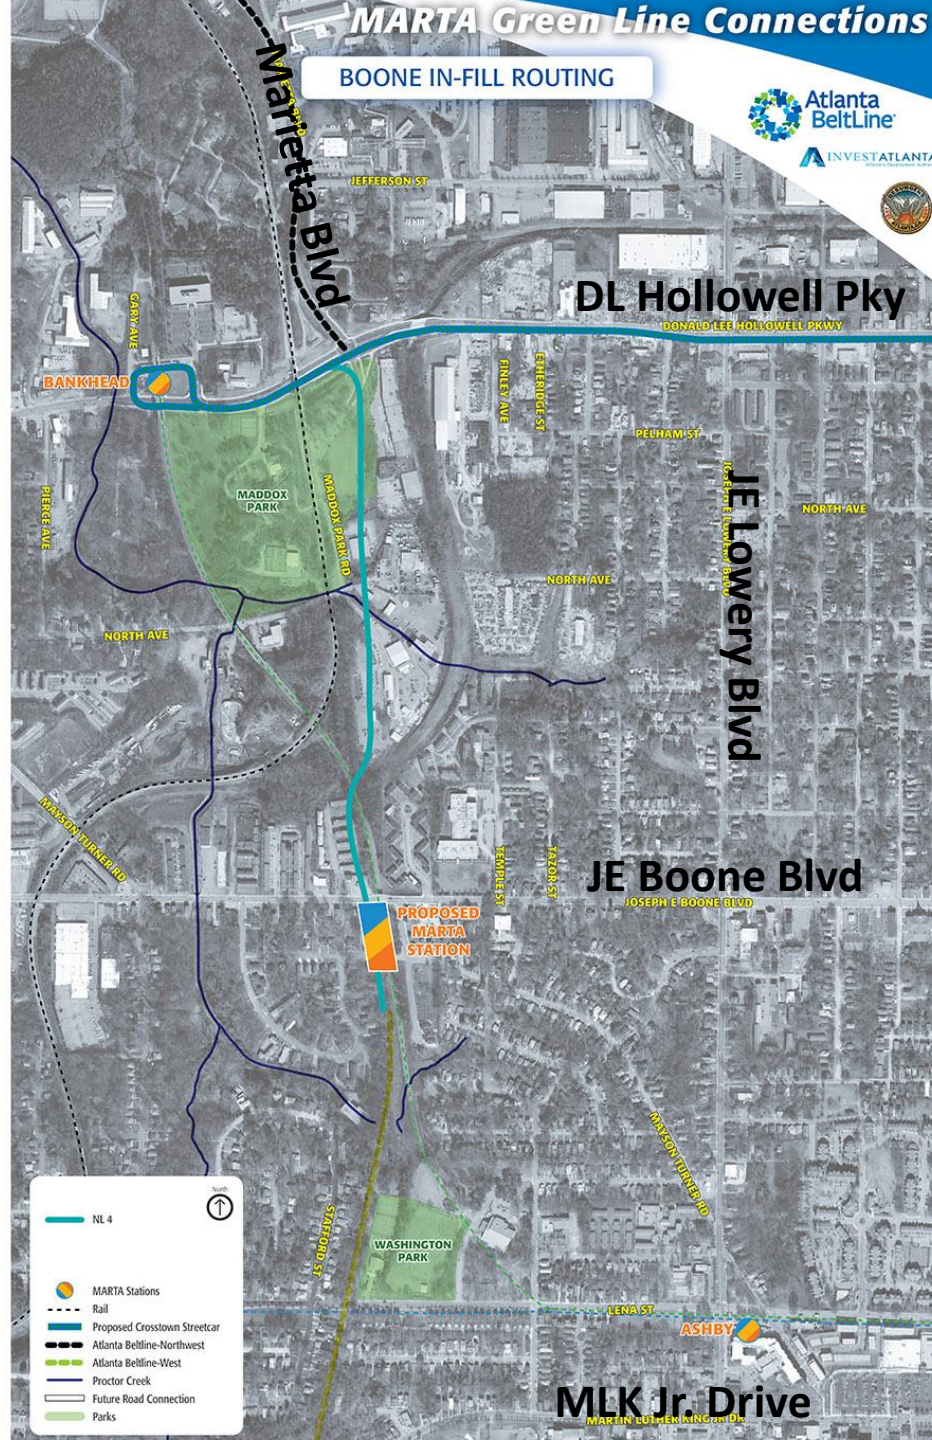 MARTA Green Line Connections
BOONE IN-FILL ROUTING
Atlanta
BeltLine
INVEST ATLANTA
Marietta Blvd
JEFFERSON ST
DL Hollowell Pky
DONALD LEE HOLLOWELL PKWY
GARY AVE
BANKHEAD
FINLEY AVE
ETHERIDGE ST
PELHAM ST
MADDOX
PARK
MADDOX PARK RD
PIERCE AVE
JE Lowery Blvd
NORTH AVE
NORTH AVE
NORTH AVE
MAYSON TURNER RD
TEMPLE ST
TAZOR ST
JE Boone Blvd
JOSEPH E BOONE BLVD
PROPOSED
MARTA
STATION
MAYSON TURNER RD
STAFFORD ST
WASHINGTON
PARK
LENA ST
ASHBY
MLK Jr. Drive
MARTIN LUTHER KING JR DR
North
NL 4
MARTA Stations
Rail
Proposed Crosstown Streetcar
Atlanta Beltline-Northwest
Atlanta Beltline-West
Proctor Creek
Future Road Connection
Parks